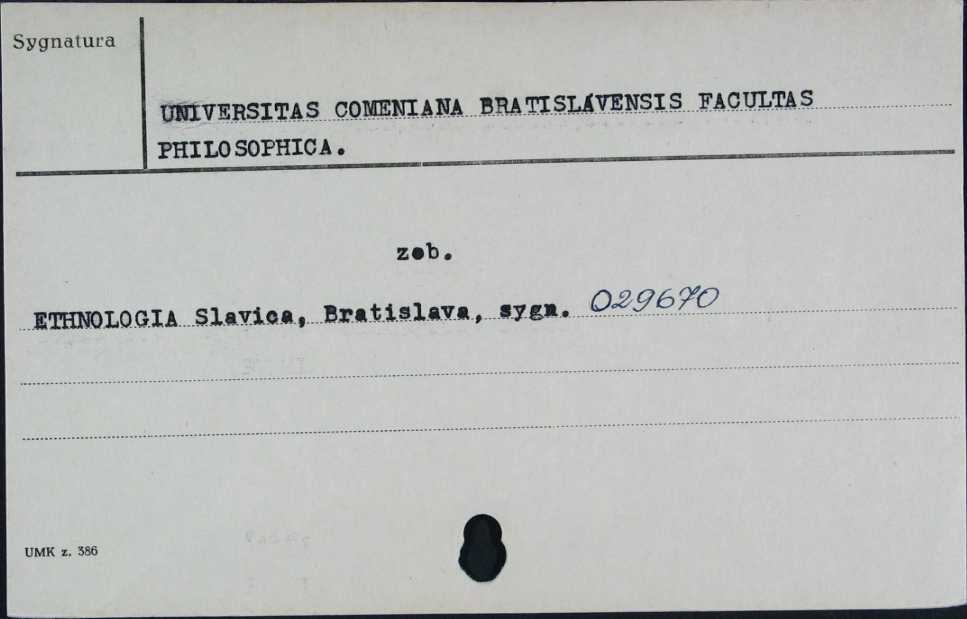 Sygnatura
UNIVERSITAS COMENIANA BRATISLÁVENSIS FACULTAS
PHILOSOPHICA.
zob.
ETHNOLOGIA Slavica, Bratislava, sygn. 029670
UMK z. 386